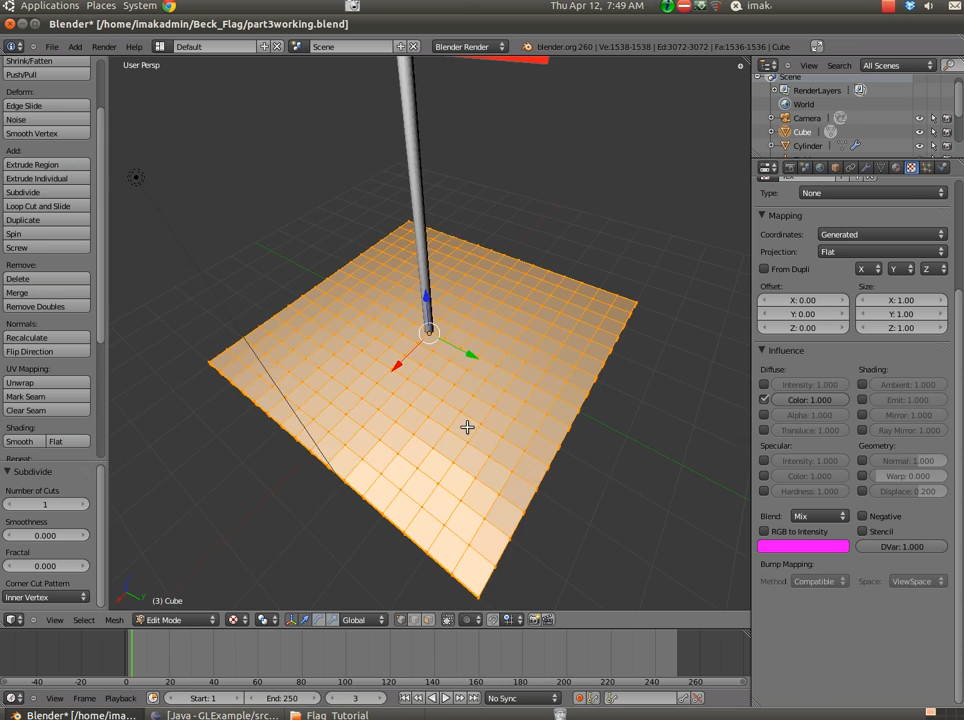 Applications Places System Thu Apr 12, 7:49 AM imak
Blender* [/home/imakadmin/Beck_Flag/part3working.blend]
File Add Render Help Default Scene Blender Render blender.org 260 | Ve:1538-1538 | Ed:3072-3072 | Fa:1536-1536 | Cube View Search All Scenes
Shrink/Fatten
Push/Pull
Deform:
Edge Slide
Noise
Smooth Vertex
Add:
Extrude Region
Extrude Individual
Subdivide
Loop Cut and Slide
Duplicate
Spin
Screw
Remove:
Delete
Merge
Remove Doubles
Normals:
Recalculate
Flip Direction
UV Mapping:
Unwrap
Mark Seam
Clear Seam
Shading:
Smooth Flat
Subdivide
Number of Cuts
1
Smoothness
0.000
Fractal
0.000
Corner Cut Pattern
Inner Vertex
User Persp
(3) Cube
View Select Mesh Edit Mode Global
-40 -20 0 20 40 60 80 100 120 140 160 180 200 220 240 260
View Frame Playback Start: 1 End: 250 3 No Sync
Scene
RenderLayers
World
Camera
Cube
Cylinder
Type: None
Mapping
Coordinates: Generated
Projection: Flat
From Dupli X Y Z
Offset: Size:
X: 0.00 X: 1.00
Y: 0.00 Y: 1.00
Z: 0.00 Z: 1.00
Influence
Diffuse: Shading:
Intensity: 1.000 Ambient: 1.000
Color: 1.000 Emit: 1.000
Alpha: 1.000 Mirror: 1.000
Transluce: 1.000 Ray Mirror: 1.000
Specular: Geometry:
Intensity: 1.000 Normal: 1.000
Color: 1.000 Warp: 0.000
Hardness: 1.000 Displace: 0.200
Blend: Mix Negative
RGB to Intensity Stencil
DVar: 1.000
Bump Mapping:
Method Compatible Space: ViewSpace
Blender* [/home/ima... [Java - GLExample/src... Flag_Tutorial